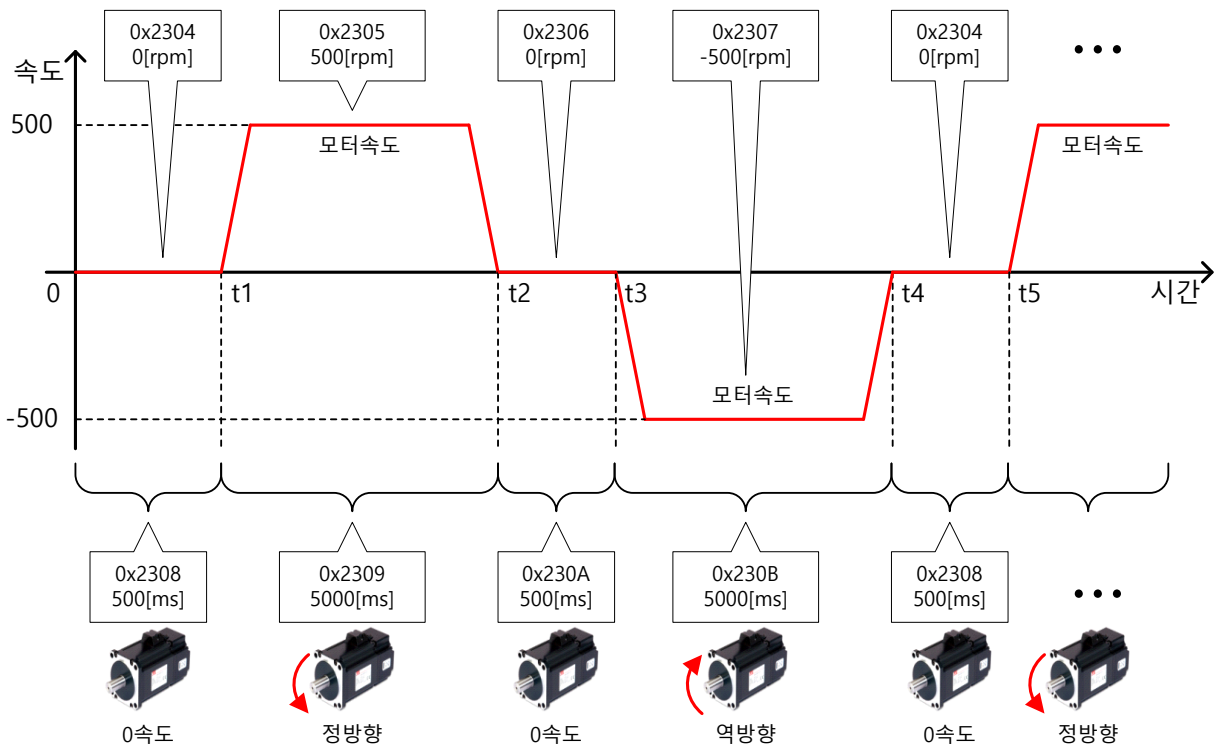 0x2304
0[rpm]
0x2305
500[rpm]
0x2306
0[rpm]
0x2307
-500[rpm]
0x2304
0[rpm]
•••
속도
500
모터속도
모터속도
0
t1
t2
t3
t4
t5
시간
모터속도
-500
0x2308
500[ms]
0x2309
5000[ms]
0x230A
500[ms]
0x230B
5000[ms]
0x2308
500[ms]
•••
0속도
정방향
0속도
역방향
0속도
정방향